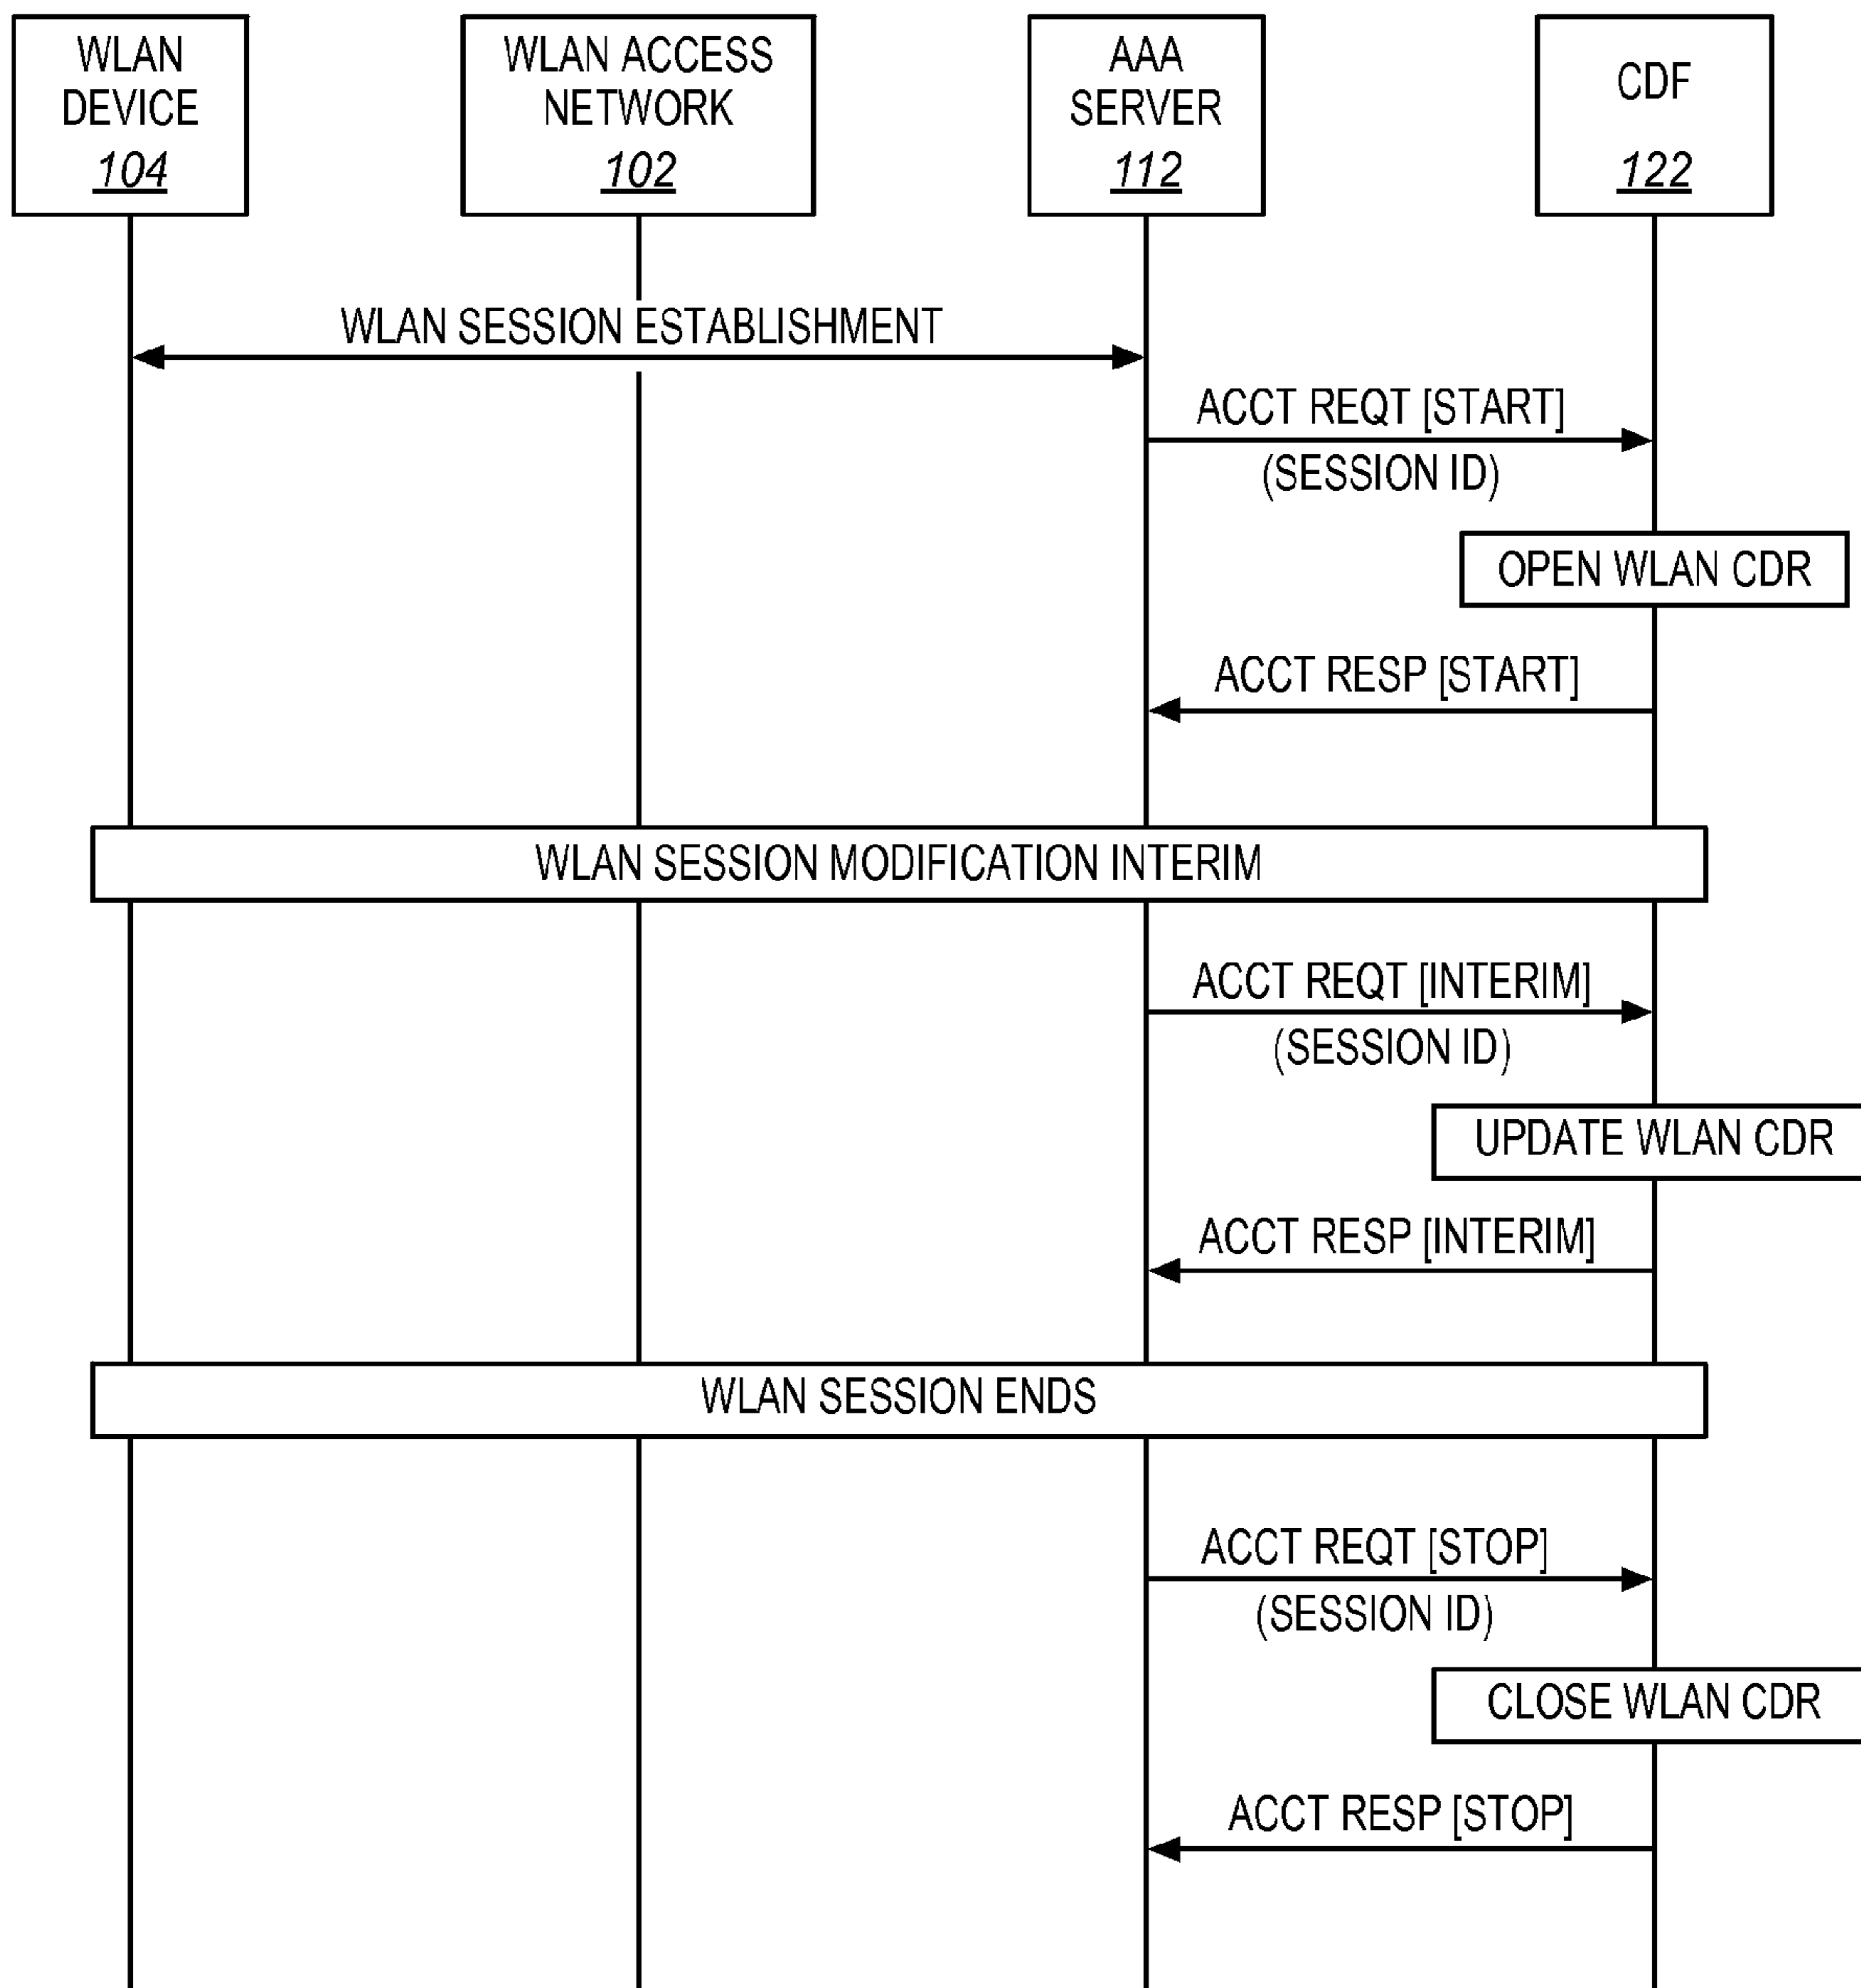 WLAN
DEVICE
104
WLAN ACCESS
NETWORK
102
AAA
SERVER
112
CDF
122
WLAN SESSION ESTABLISHMENT
ACCT REQT [START]
(SESSION ID)
OPEN WLAN CDR
ACCT RESP [START]
WLAN SESSION MODIFICATION INTERIM
ACCT REQT [INTERIM]
(SESSION ID)
UPDATE WLAN CDR
ACCT RESP [INTERIM]
WLAN SESSION ENDS
ACCT REQT [STOP]
(SESSION ID)
CLOSE WLAN CDR
ACCT RESP [STOP]